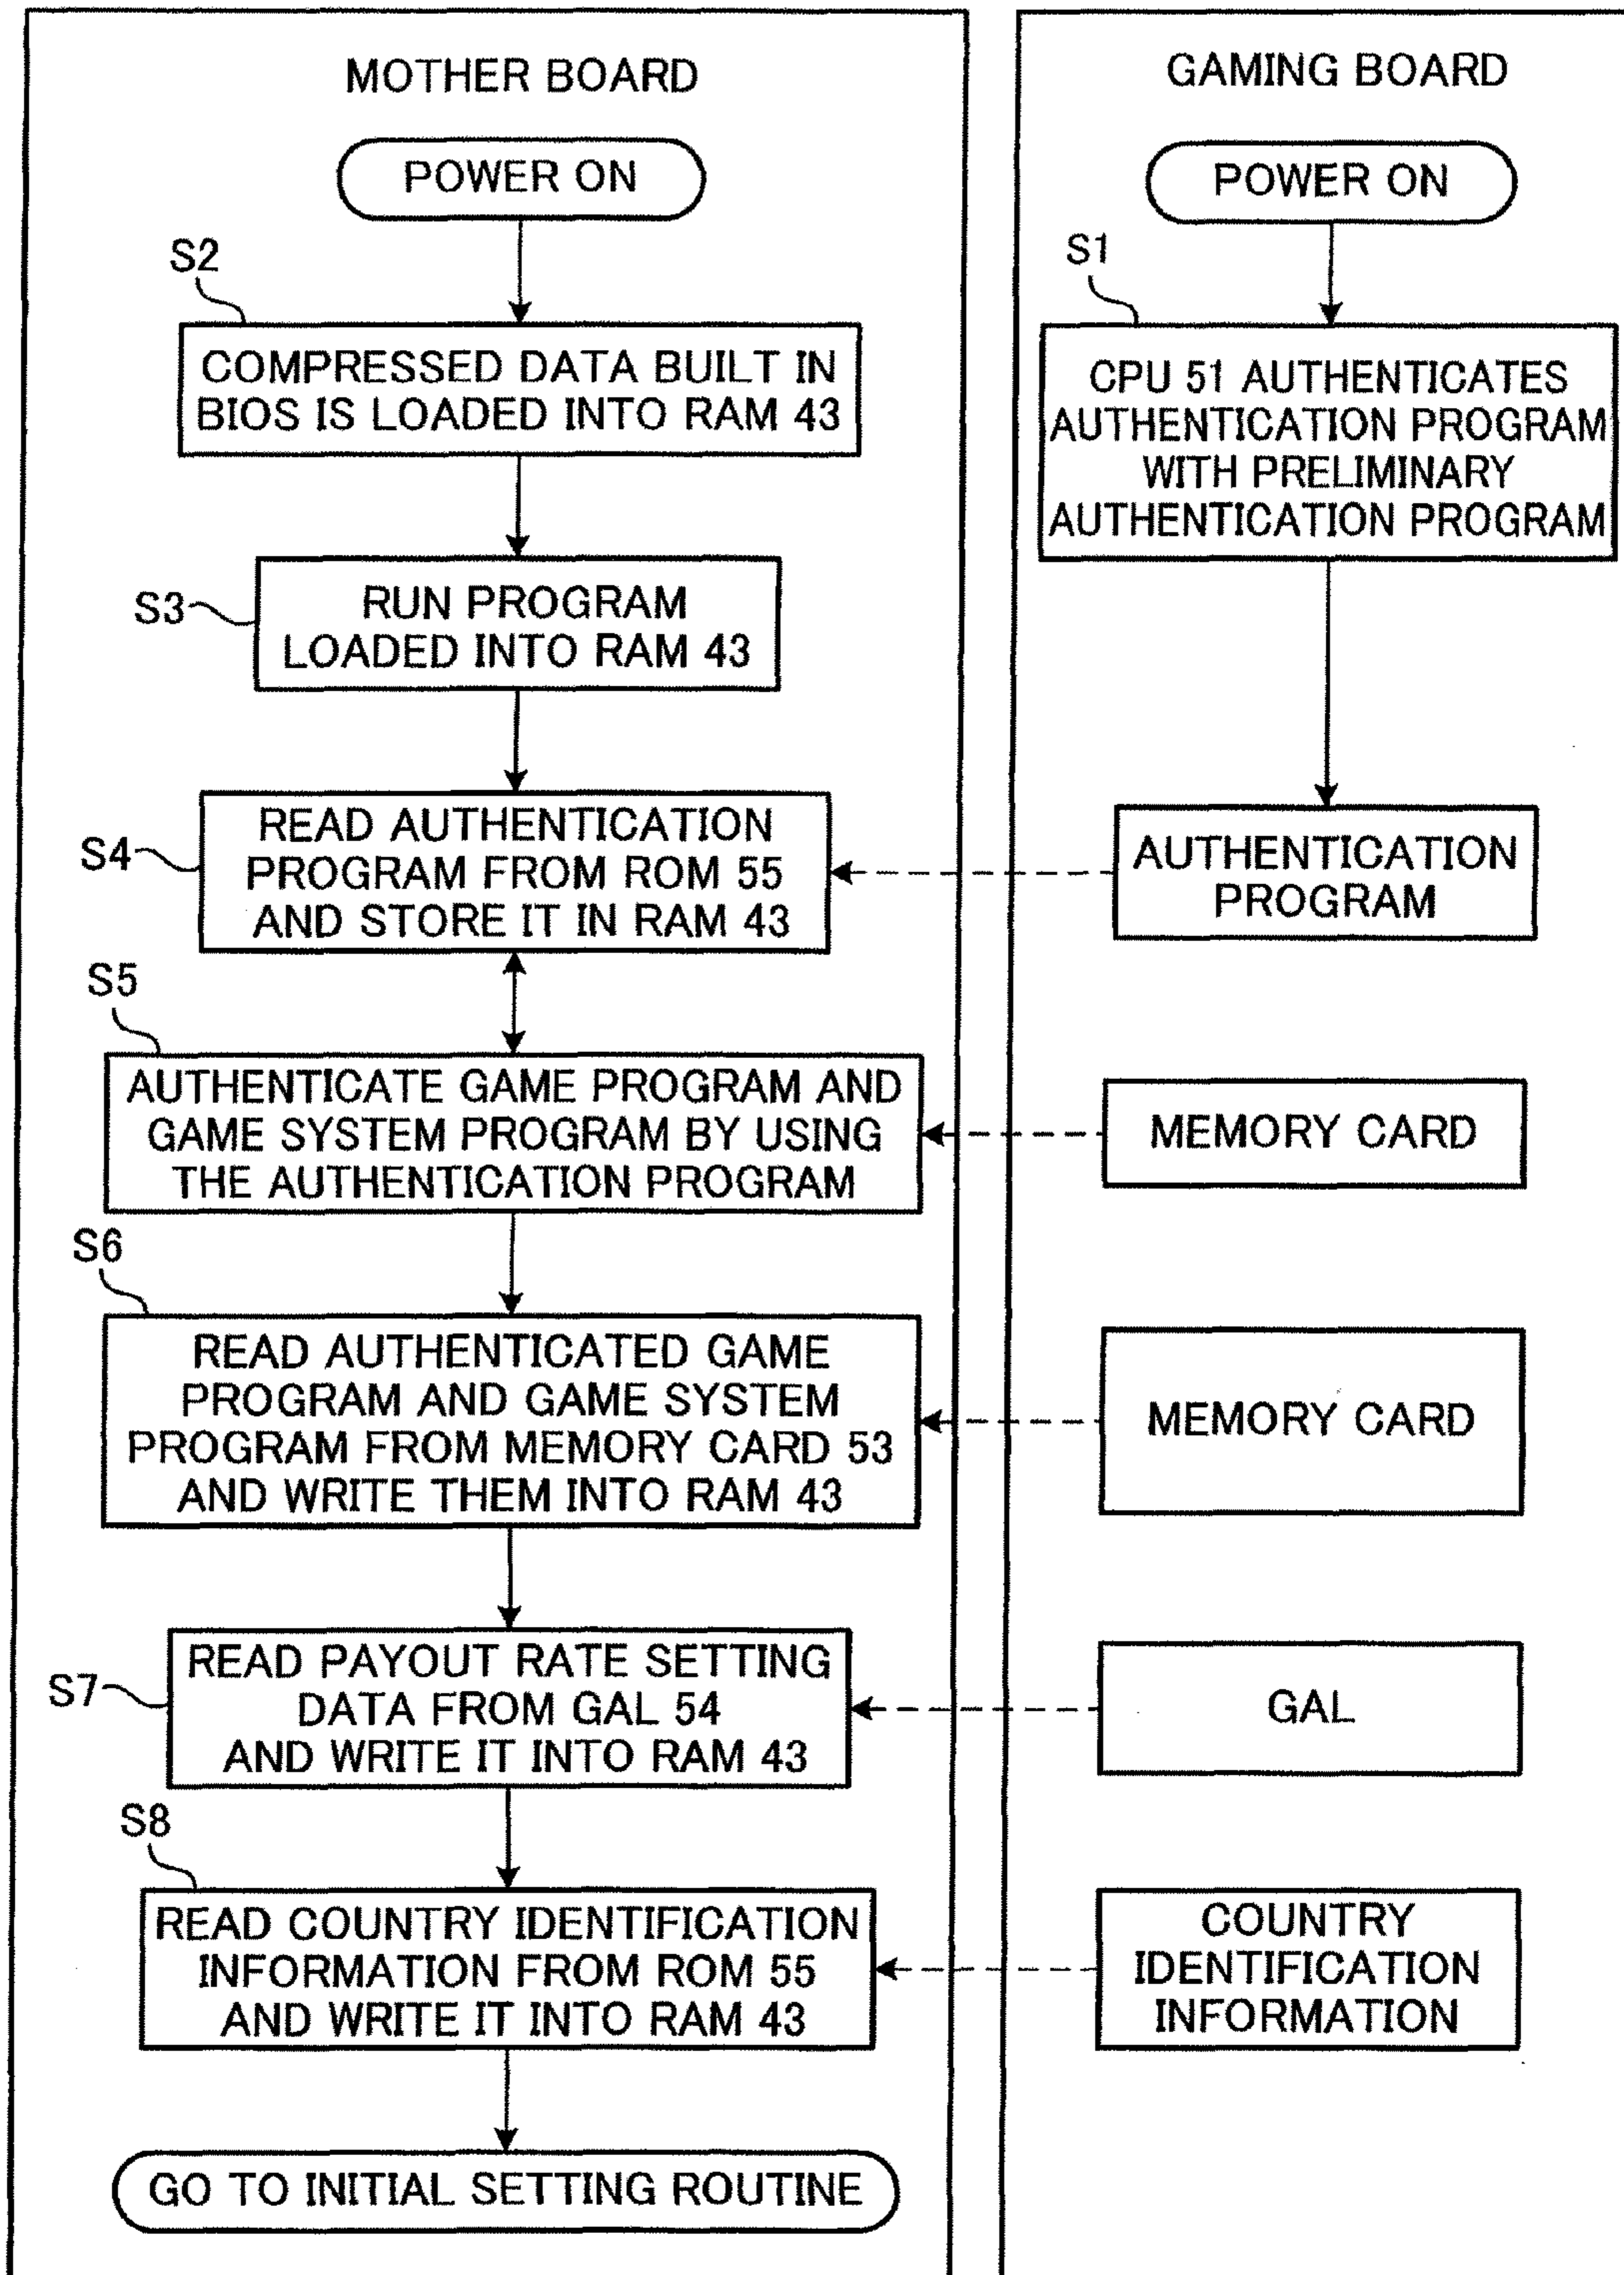 MOTHER BOARD
POWER ON
S2
COMPRESSED DATA BUILT IN
BIOS IS LOADED INTO RAM 43
S3
RUN PROGRAM
LOADED INTO RAM 43
S4
READ AUTHENTICATION
PROGRAM FROM ROM 55
AND STORE IT IN RAM 43
S5
AUTHENTICATE GAME PROGRAM AND
GAME SYSTEM PROGRAM BY USING
THE AUTHENTICATION PROGRAM
S6
READ AUTHENTICATED GAME
PROGRAM AND GAME SYSTEM
PROGRAM FROM MEMORY CARD 53
AND WRITE THEM INTO RAM 43
S7
READ PAYOUT RATE SETTING
DATA FROM GAL 54
AND WRITE IT INTO RAM 43
S8
READ COUNTRY IDENTIFICATION
INFORMATION FROM ROM 55
AND WRITE IT INTO RAM 43
GO TO INITIAL SETTING ROUTINE
GAMING BOARD
POWER ON
S1
CPU 51 AUTHENTICATES
AUTHENTICATION PROGRAM
WITH PRELIMINARY
AUTHENTICATION PROGRAM
AUTHENTICATION
PROGRAM
MEMORY CARD
MEMORY CARD
GAL
COUNTRY
IDENTIFICATION
INFORMATION